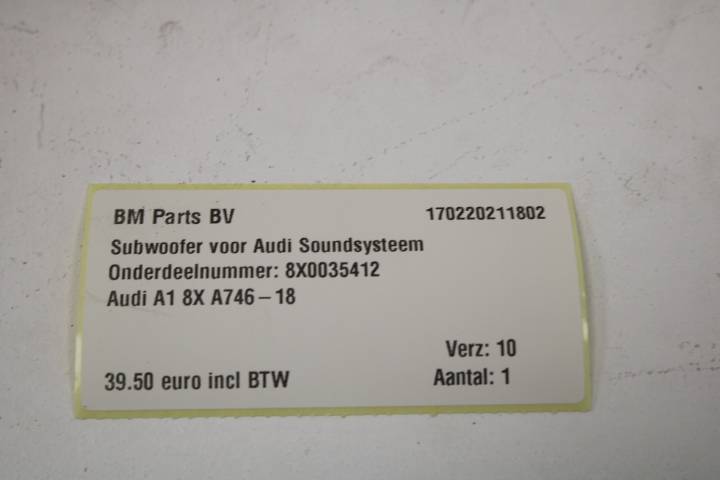 BM Parts BV 170220211802
Subwoofer voor Audi Soundsysteem
Onderdeelnummer: 8X0035412
Audi A1 8X A746 – 18
Verz: 10
39.50 euro incl BTW Aantal: 1